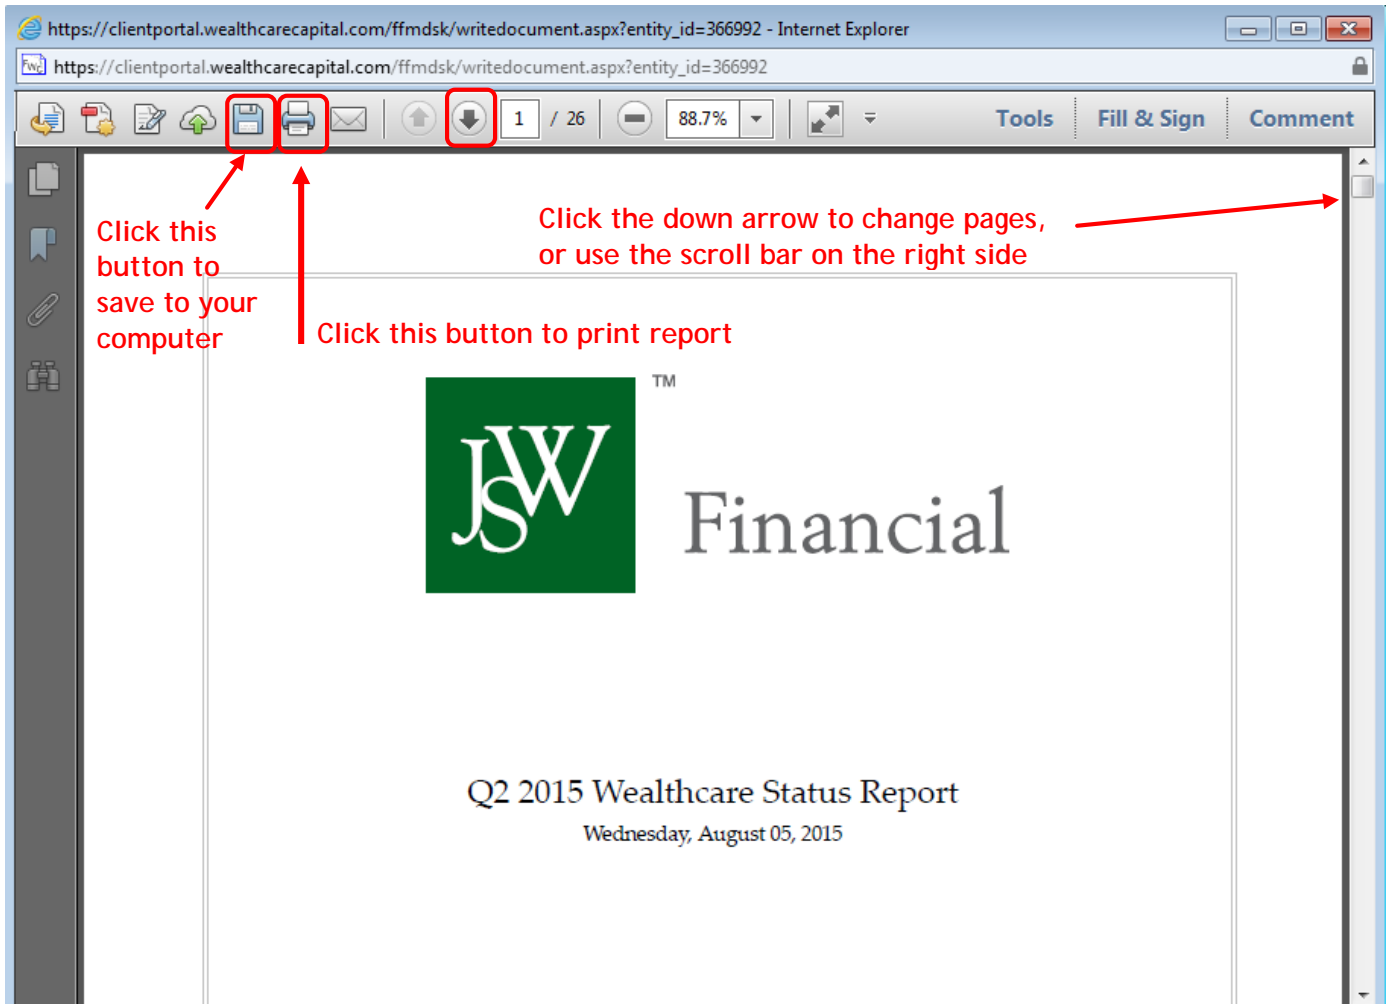 https://clientportal.wealthcarecapital.com/ffmdsk/writedocument.aspx?entity_id=366992 - Internet Explorer
https://clientportal.wealthcarecapital.com/ffmdsk/writedocument.aspx?entity_id=366992
1 / 26 88.7% Tools Fill & Sign Comment
Click this
button to
save to your
computer
Click the down arrow to change pages,
or use the scroll bar on the right side
Click this button to print report
JSW
TM
Financial
Q2 2015 Wealthcare Status Report
Wednesday, August 05, 2015